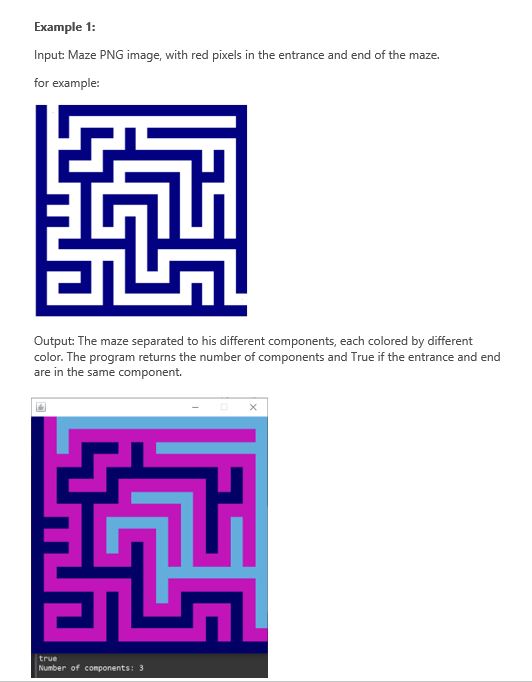 Example 1:
Input: Maze PNG image, with red pixels in the entrance and end of the maze.
for example:
Output: The maze separated to his different components, each colored by different
color. The program returns the number of components and True if the entrance and end
are in the same component.
true
Number of components: 3